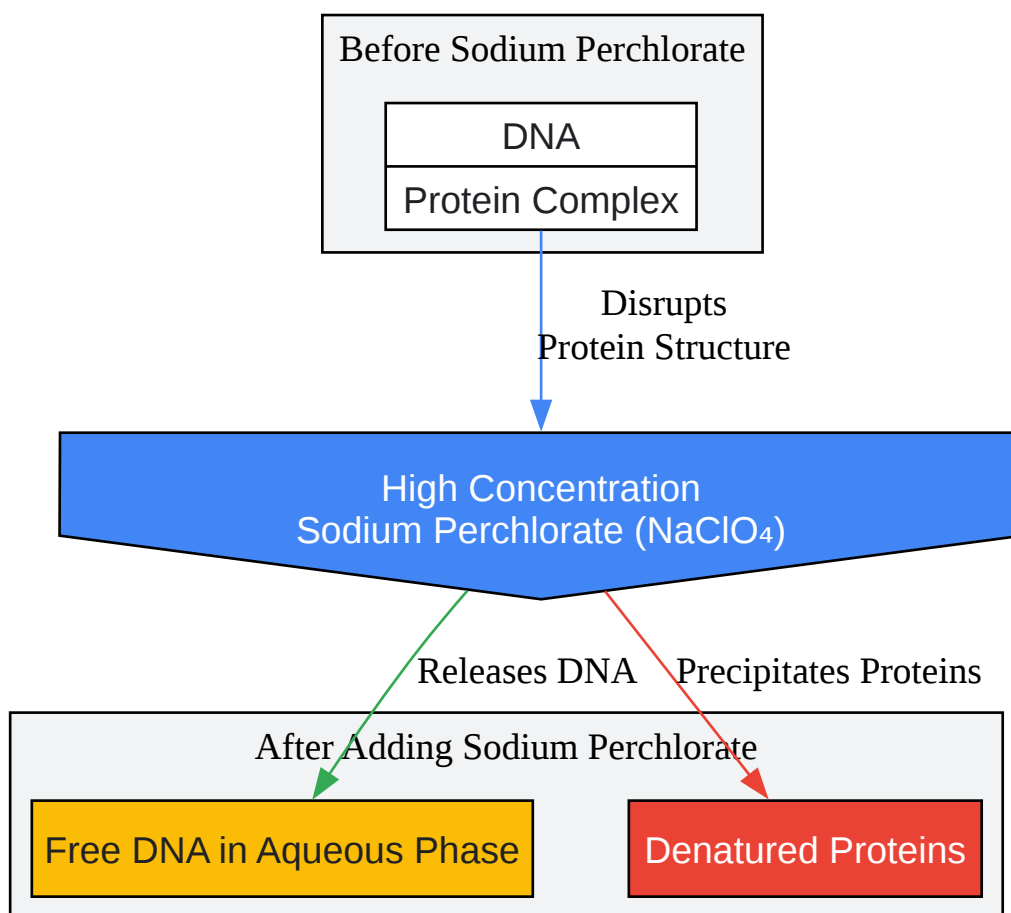 Before Sodium Perchlorate
DNA
Protein Complex
Disrupts
Protein Structure
High Concentration
Sodium Perchlorate (NaClO₄)
Releases DNA
Precipitates Proteins
After Adding Sodium Perchlorate
Free DNA in Aqueous Phase
Denatured Proteins